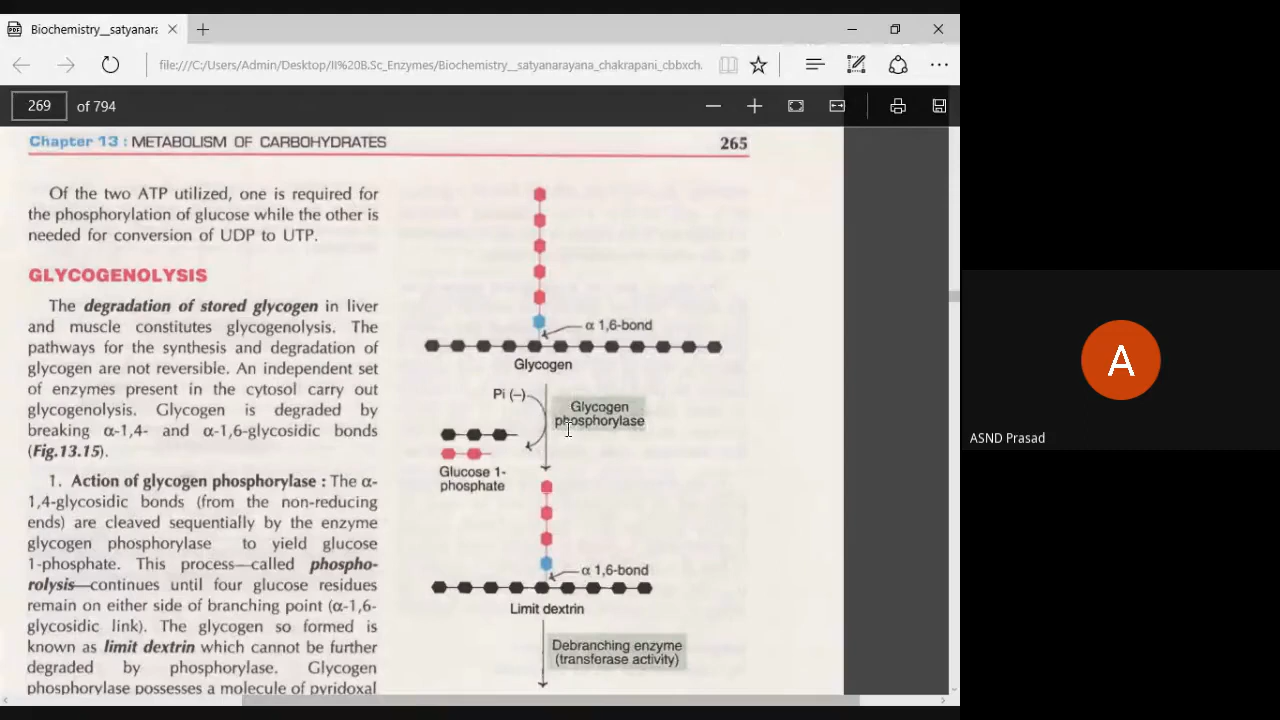 Biochemistry__satyanara
file:///C:/Users/Admin/Desktop/II%20B.Sc_Enzymes/Biochemistry__satyanarayana_chakrapani_cbbxch.
269 of 794
Chapter 13 : METABOLISM OF CARBOHYDRATES
265
Of the two ATP utilized, one is required for
the phosphorylation of glucose while the other is
needed for conversion of UDP to UTP.
GLYCOGENOLYSIS
The degradation of stored glycogen in liver
and muscle constitutes glycogenolysis. The
pathways for the synthesis and degradation of
glycogen are not reversible. An independent set
of enzymes present in the cytosol carry out
glycogenolysis. Glycogen is degraded by
breaking α-1,4- and α-1,6-glycosidic bonds
(Fig.13.15).
1. Action of glycogen phosphorylase : The α-
1,4-glycosidic bonds (from the non-reducing
ends) are cleaved sequentially by the enzyme
glycogen phosphorylase to yield glucose
1-phosphate. This process—called phospho-
rolysis—continues until four glucose residues
remain on either side of branching point (α-1,6-
glycosidic link). The glycogen so formed is
known as limit dextrin which cannot be further
degraded by phosphorylase. Glycogen
phosphorylase possesses a molecule of pyridoxal
α 1,6-bond
Glycogen
Pi (−)
Glycogen
phosphorylase
Glucose 1-
phosphate
α 1,6-bond
Limit dextrin
Debranching enzyme
(transferase activity)
A
ASND Prasad